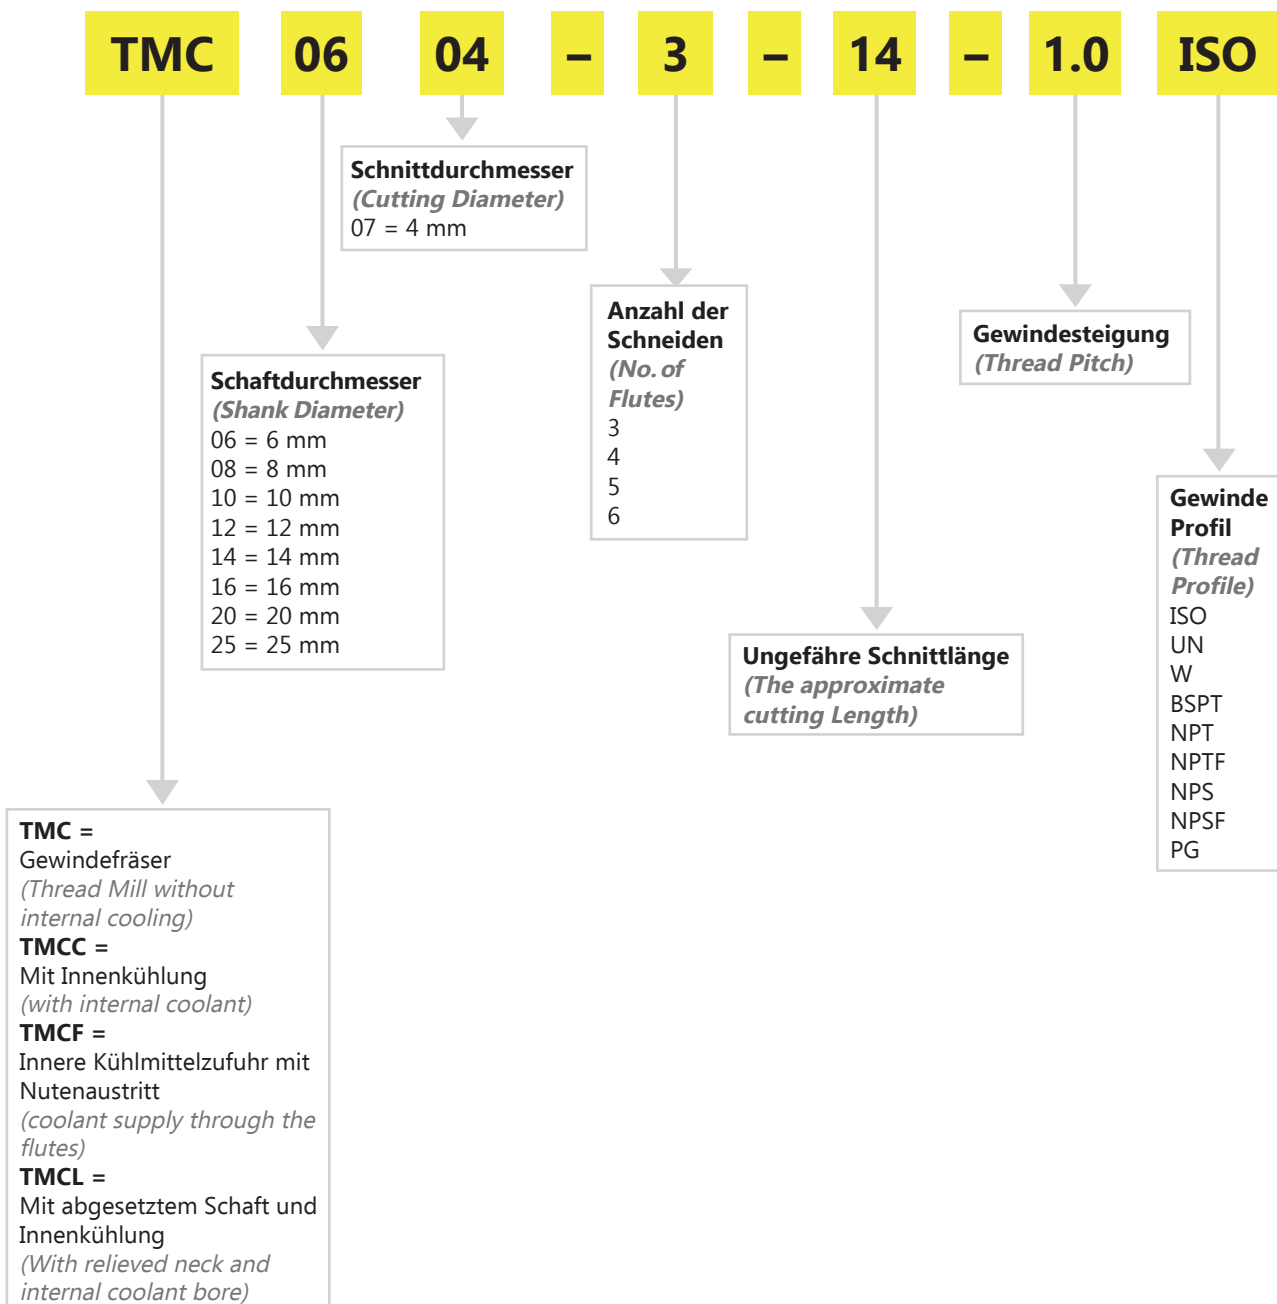 TMC 06 04 – 3 – 14 – 1.0 ISO
Schnittdurchmesser
(Cutting Diameter)
07 = 4 mm
Anzahl der
Schneiden
(No. of
Flutes)
3
4
5
6
Gewindesteigung
(Thread Pitch)
Schaftdurchmesser
(Shank Diameter)
06 = 6 mm
08 = 8 mm
10 = 10 mm
12 = 12 mm
14 = 14 mm
16 = 16 mm
20 = 20 mm
25 = 25 mm
Gewinde
Profil
(Thread
Profile)
ISO
UN
W
BSPT
NPT
NPTF
NPS
NPSF
PG
Ungefähre Schnittlänge
(The approximate
cutting Length)
TMC =
Gewindefräser
(Thread Mill without
internal cooling)
TMCC =
Mit Innenkühlung
(with internal coolant)
TMCF =
Innere Kühlmittelzufuhr mit
Nutenaustritt
(coolant supply through the
flutes)
TMCL =
Mit abgesetztem Schaft und
Innenkühlung
(With relieved neck and
internal coolant bore)